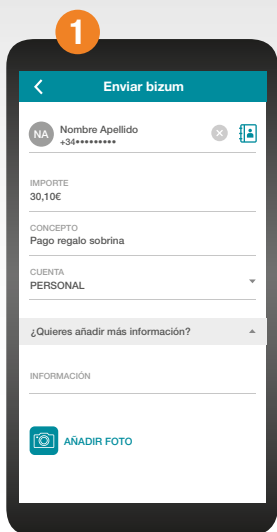 1
Enviar bizum
NA
Nombre Apellido
+34•••••••••
IMPORTE
30,10€
CONCEPTO
Pago regalo sobrina
CUENTA
PERSONAL
¿Quieres añadir más información?
INFORMACIÓN
AÑADIR FOTO